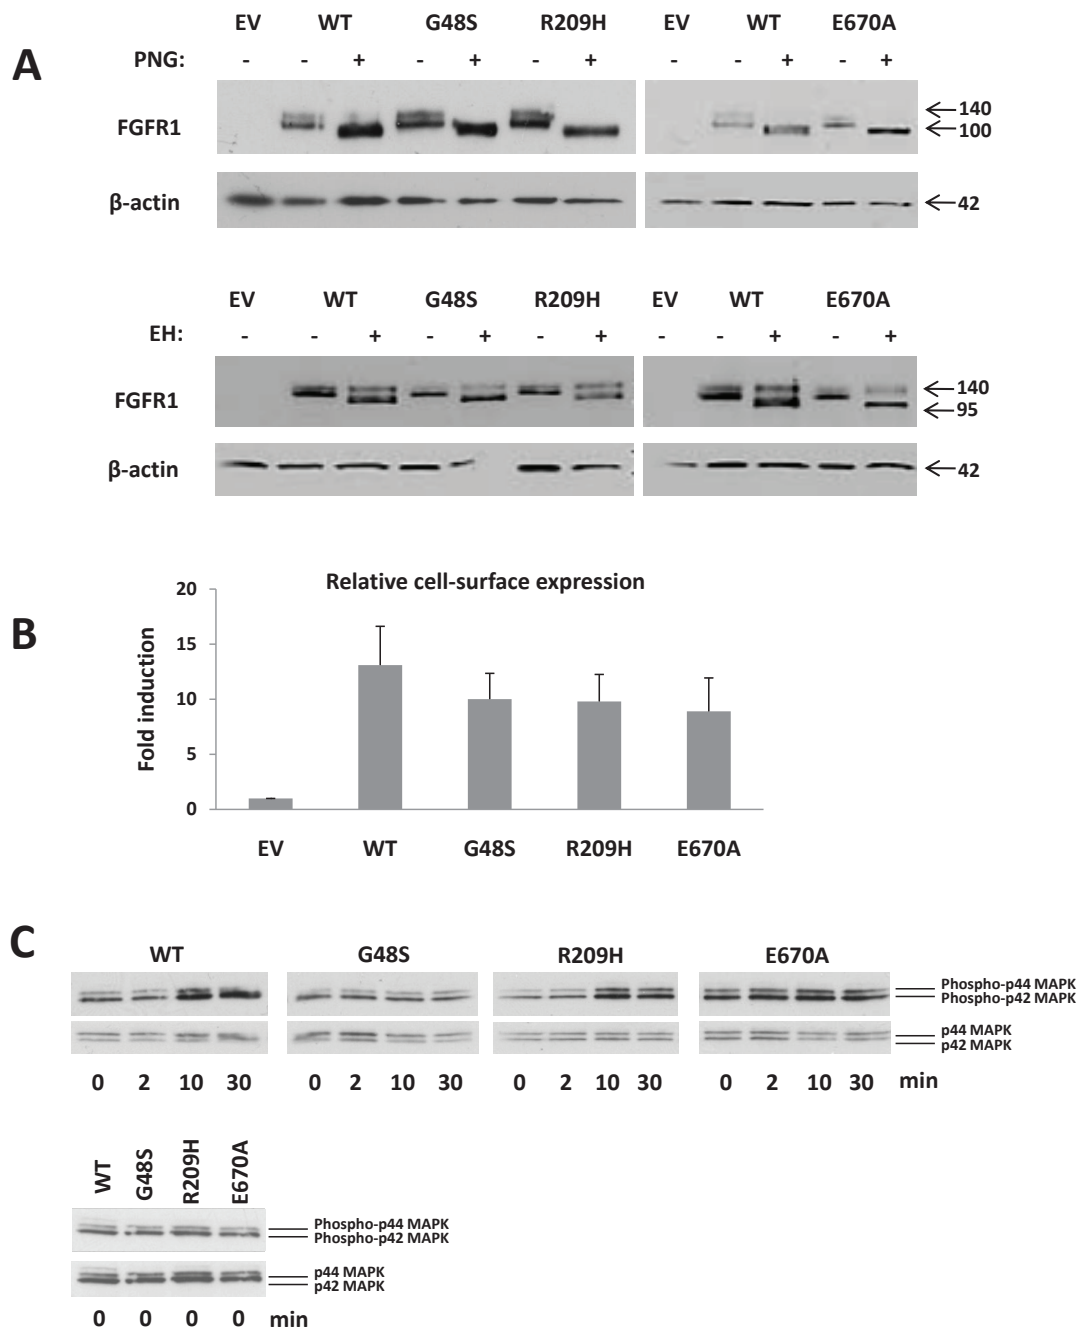 A
EV WT G48S R209H WT E670A
PNG: - - + - + - + - - + - +
FGFR1
140
100
β-actin
42
EV WT G48S R209H EV WT E670A
EH: - - + - + - + - - + - +
FGFR1
140
95
β-actin
42
B
Relative cell-surface expression
Fold induction
20
15
10
5
0
EV WT G48S R209H E670A
C
WT G48S R209H E670A
Phospho-p44 MAPK
Phospho-p42 MAPK
p44 MAPK
p42 MAPK
0 2 10 30 0 2 10 30 0 2 10 30 0 2 10 30 min
WT G48S R209H E670A
Phospho-p44 MAPK
Phospho-p42 MAPK
p44 MAPK
p42 MAPK
0 0 0 0 min